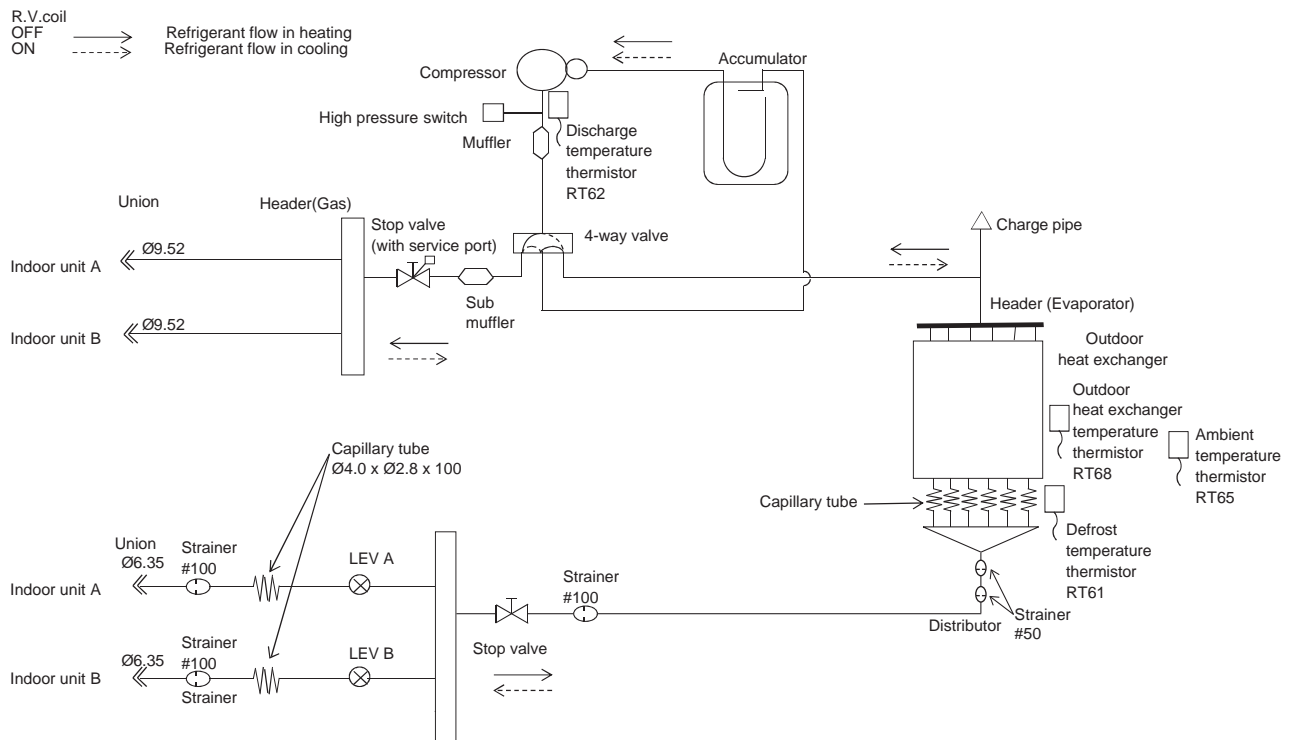 R.V.coil
OFF
ON
Refrigerant flow in heating
Refrigerant flow in cooling
Compressor
Accumulator
High pressure switch
Muffler
Discharge
temperature
thermistor
RT62
Union
Header(Gas)
Stop valve
(with service port)
4-way valve
Charge pipe
Indoor unit A
Ø9.52
Sub
muffler
Header (Evaporator)
Indoor unit B
Ø9.52
Outdoor
heat exchanger
Outdoor
heat exchanger
temperature
thermistor
RT68
Ambient
temperature
thermistor
RT65
Capillary tube
Ø4.0 x Ø2.8 x 100
Capillary tube
Defrost
temperature
thermistor
RT61
Union
Ø6.35
Strainer
#100
LEV A
Indoor unit A
Strainer
#100
Distributor
Strainer
#50
Stop valve
Strainer
#100
LEV B
Ø6.35
Indoor unit B
Strainer